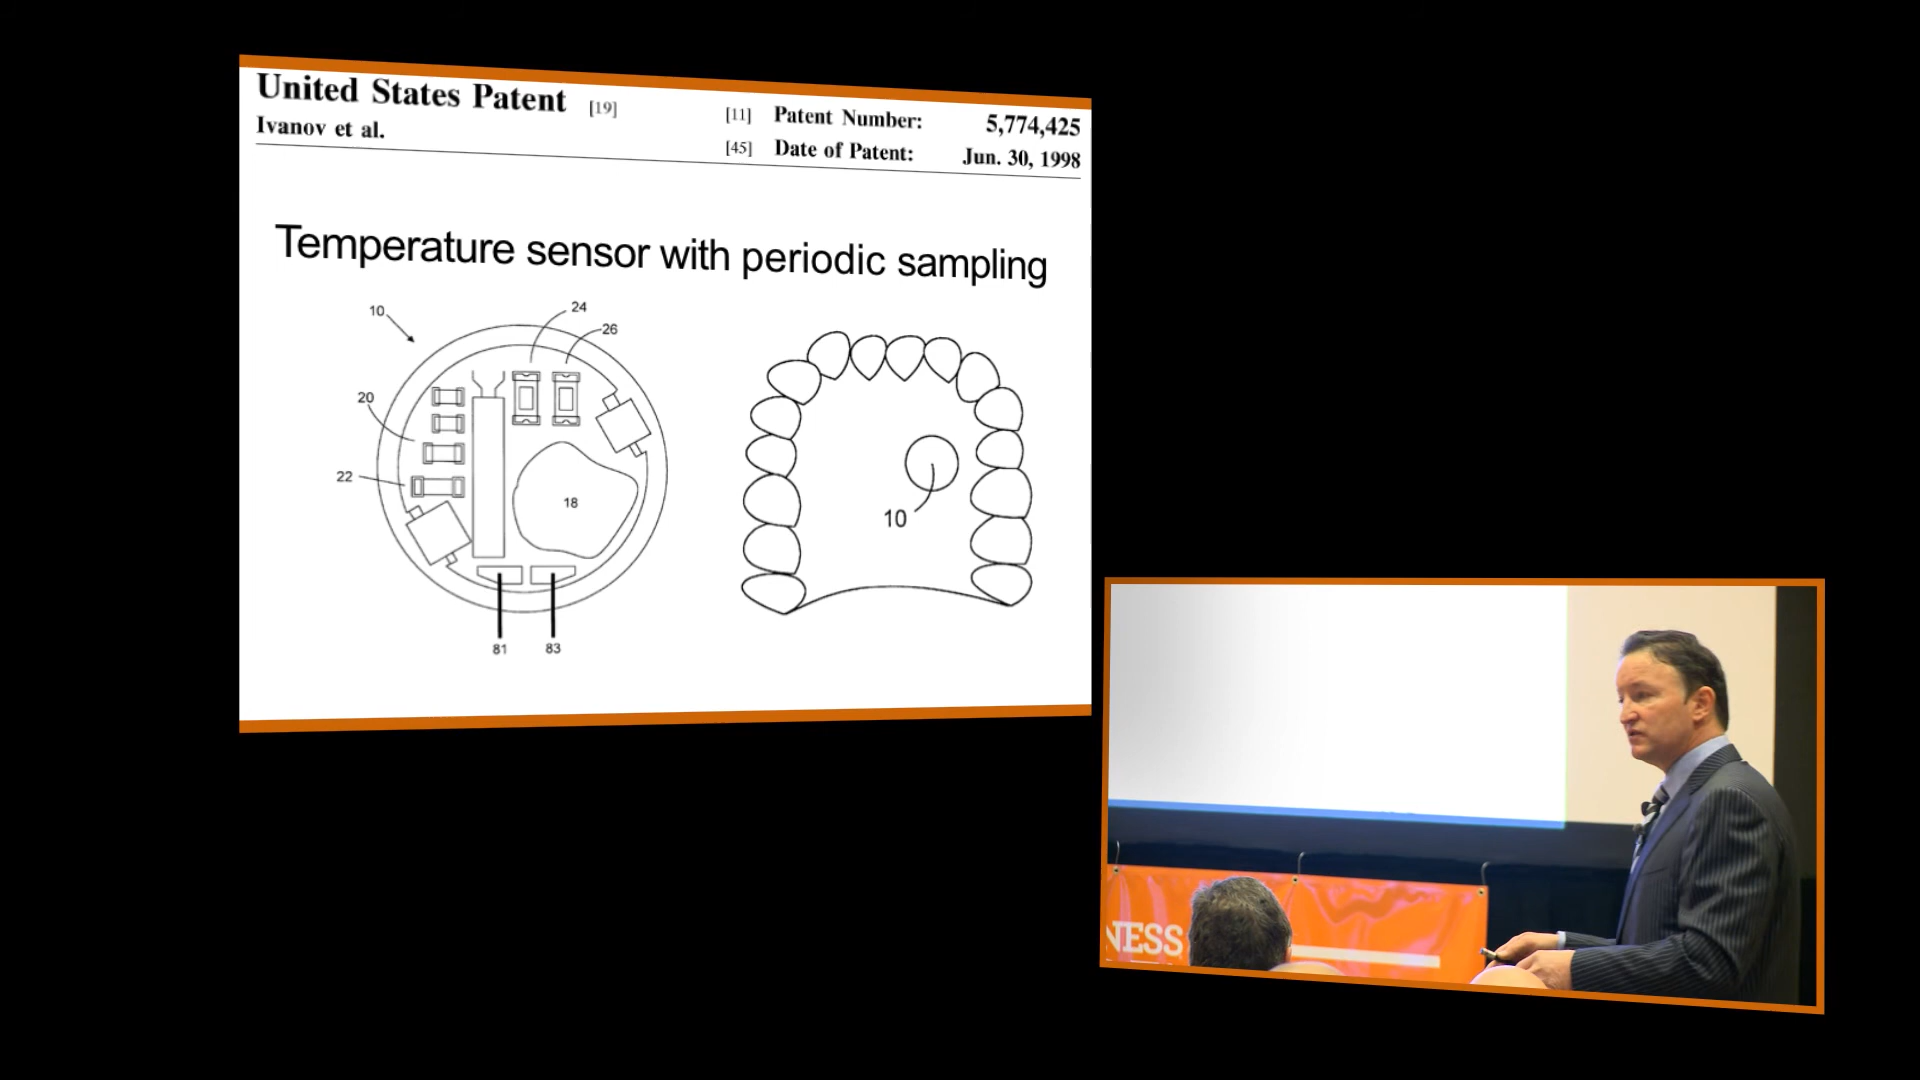 United States Patent [19]
Ivanov et al.
[11] Patent Number: 5,774,425
[45] Date of Patent: Jun. 30, 1998
Temperature sensor with periodic sampling
10
24
26
20
22
18
81
83
10
NESS